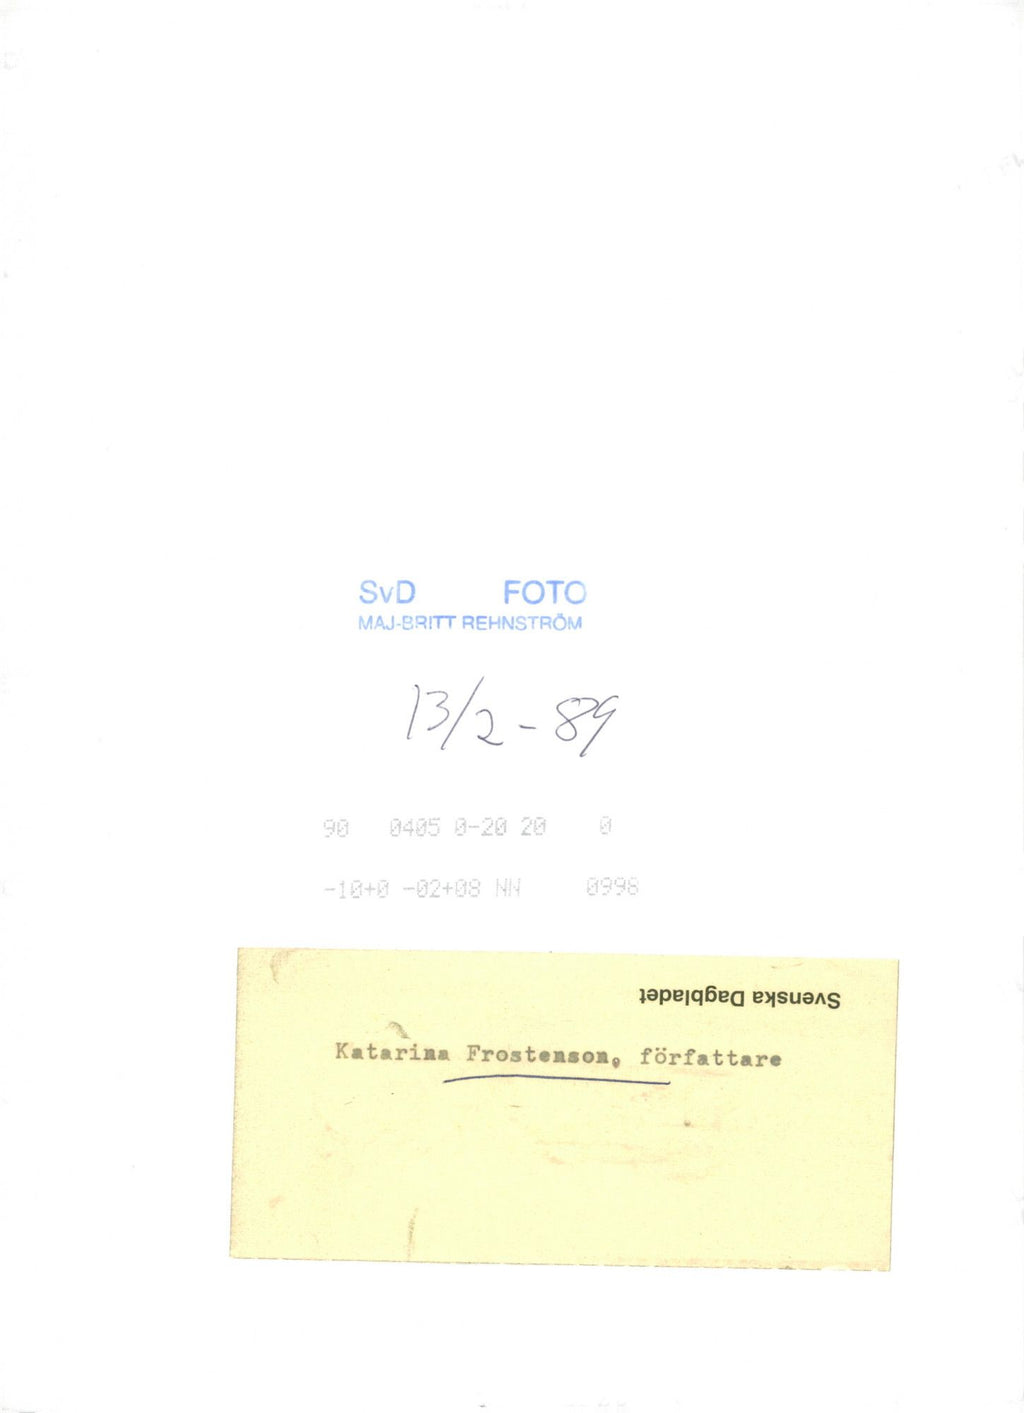 SvD FOTO
MAJ-BRITT REHNSTRÖM
13/2-89
90 0405 0-20 20 0
-10+0 -02+08 NN 0998
Svenska Dagbladet
Katarina Frostenson, författare